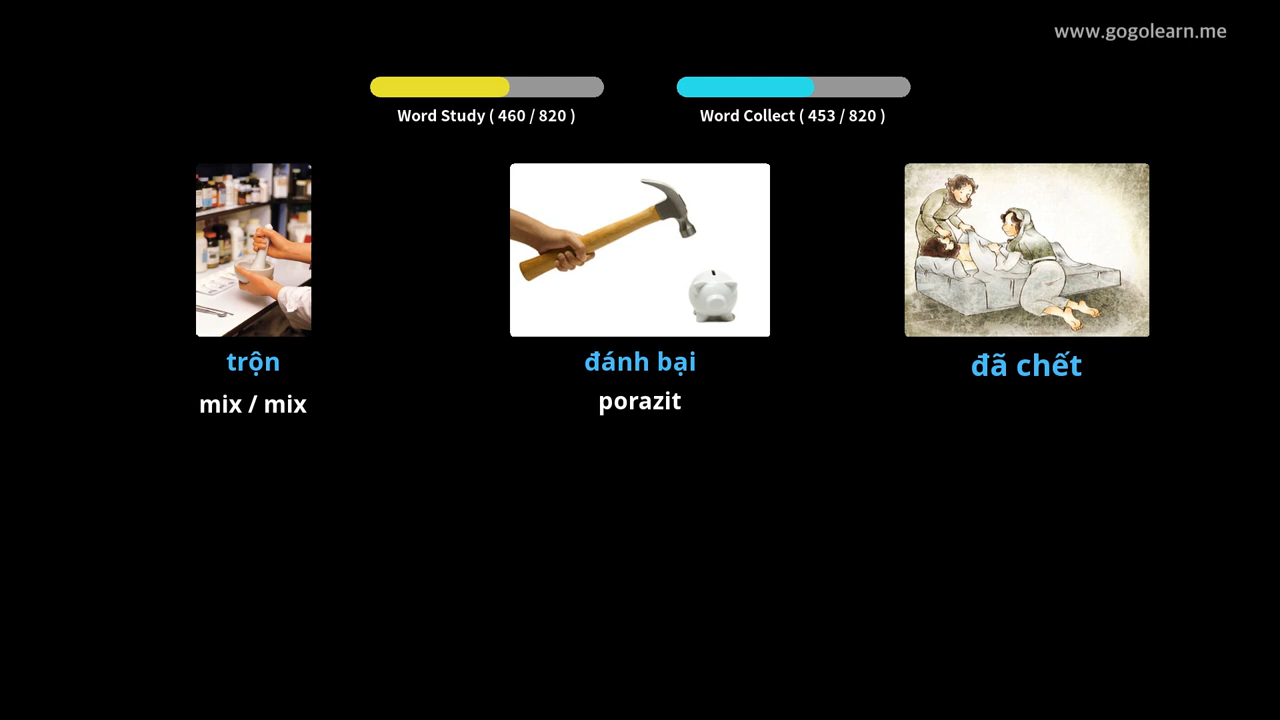 www.gogolearn.me
Word Study ( 460 / 820 )
Word Collect ( 453 / 820 )
trộn
mix / mix
đánh bại
porazit
đã chết